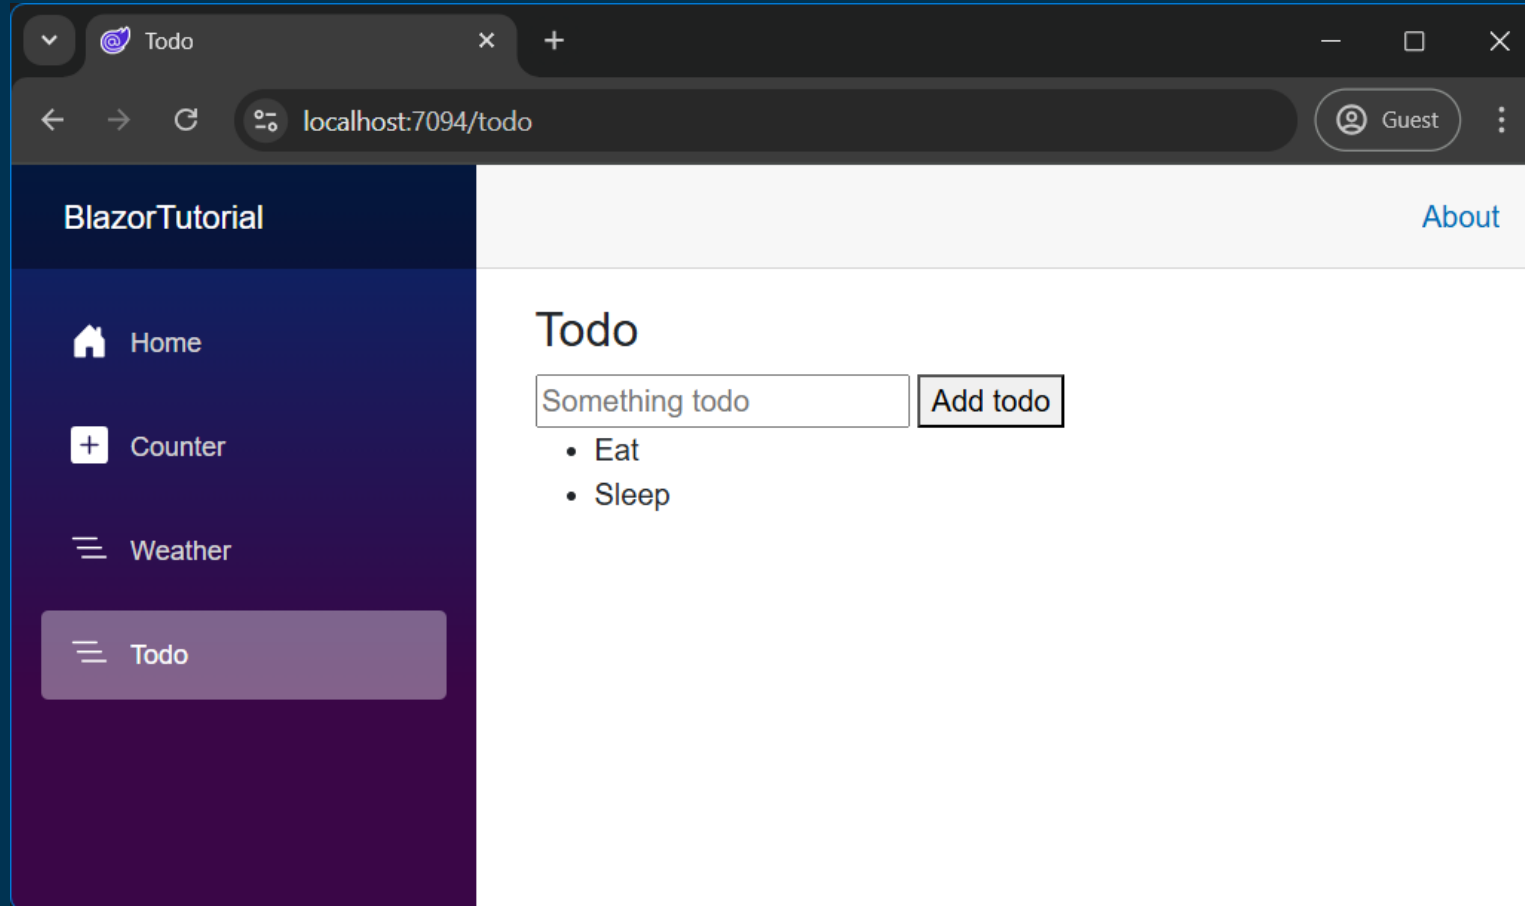 Todo
localhost:7094/todo
Guest
BlazorTutorial
About
Home
Counter
Weather
Todo
Todo
Something todo
Add todo
Eat
Sleep